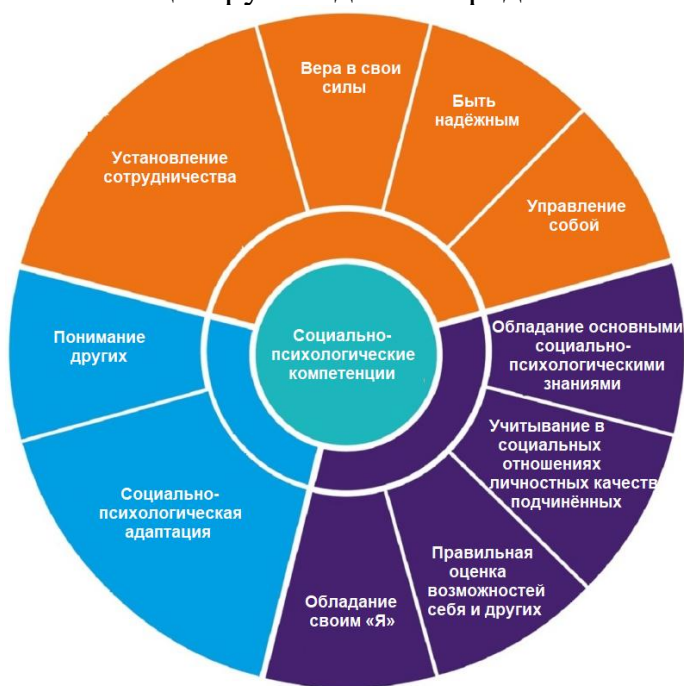 Вера в свои
силы
Быть
надёжным
Установление
сотрудничества
Управление
собой
Понимание
других
Социально-
психологические
компетенции
Обладание основными
социально-
психологическими
знаниями
Учитывание в
социальных
отношениях
личностных качеств
подчинённых
Социально-
психологическая
адаптация
Правильная
оценка
возможностей
себя и других
Обладание
своим «Я»